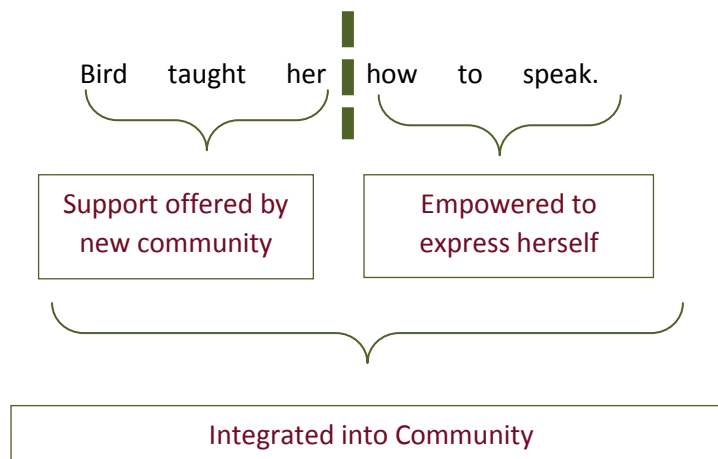 Bird taught her how to speak.
Support offered by
new community
Empowered to
express herself
Integrated into Community